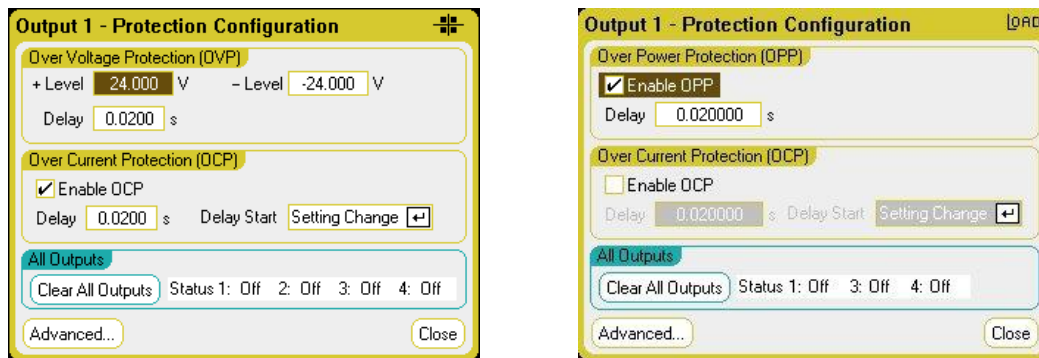 Output 1 - Protection Configuration
Over Voltage Protection (OVP)
+ Level 24.000 V – Level -24.000 V
Delay 0.0200 s
Over Current Protection (OCP)
Enable OCP
Delay 0.0200 s Delay Start Setting Change
All Outputs
Clear All Outputs Status 1: Off 2: Off 3: Off 4: Off
Advanced... Close
Output 1 - Protection Configuration LOAD
Over Power Protection (OPP)
Enable OPP
Delay 0.020000 s
Over Current Protection (OCP)
Enable OCP
Delay 0.020000 s Delay Start Setting Change
All Outputs
Clear All Outputs Status 1: Off 3: Off 4: Off
Advanced... Close